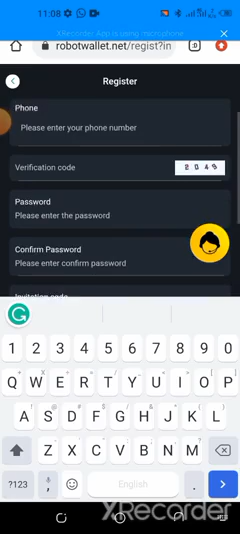 XRecorder App is using microphone
11:08
robotwallet.net/regist?in
Register
Phone
Please enter your phone number
Verification code
Password
Please enter the password
Confirm Password
Please enter confirm password
Invitation code
1 2 3 4 5 6 7 8 9 0
Q W E R T Y U I O P
A S D F G H J K L
Z X C V B N M
?123 , English .
XRecorder